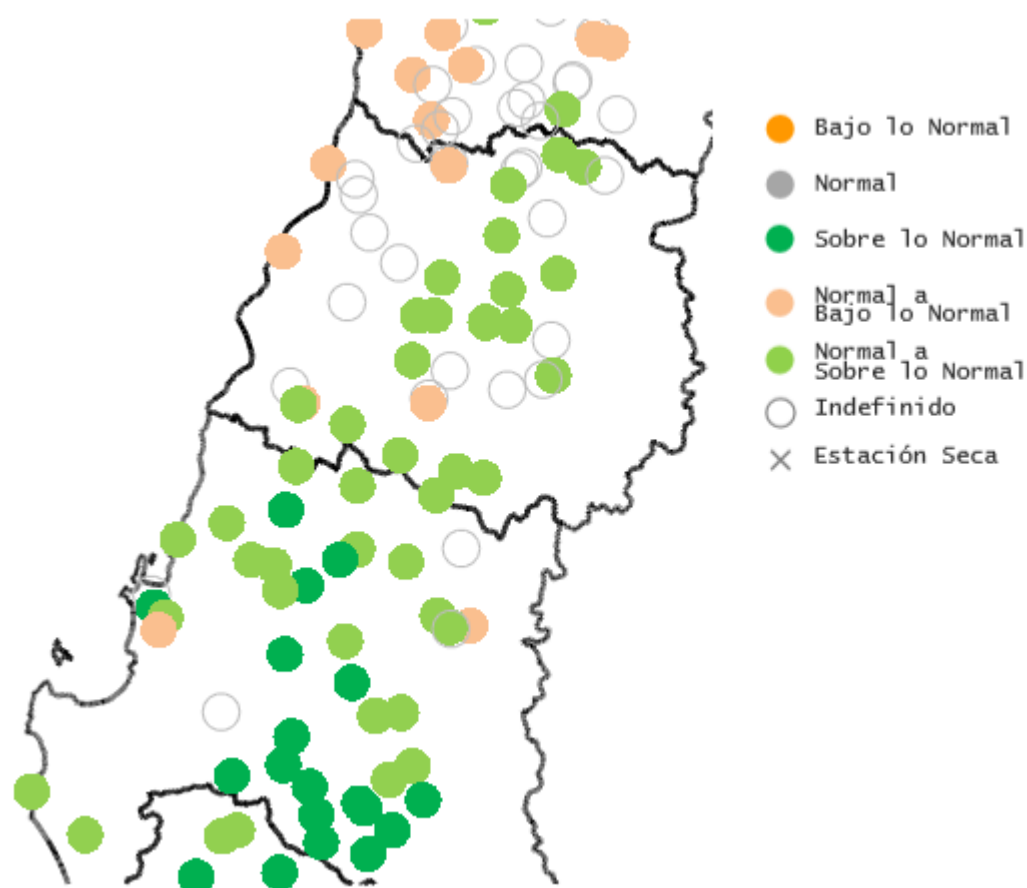 Bajo lo Normal
Normal
Sobre lo Normal
Normal a
Bajo lo Normal
Normal a
Sobre lo Normal
Indefinido
Estación Seca